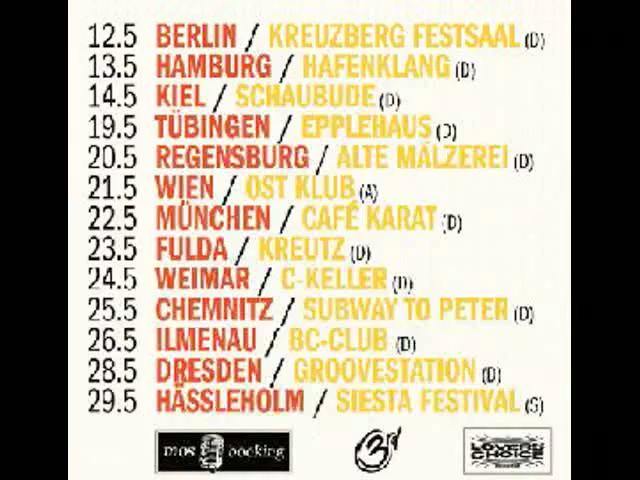 12.5 BERLIN / KREUZBERG FESTSAAL (D)
13.5 HAMBURG / HAFENKLANG (D)
14.5 KIEL / SCHAUBUDE (D)
19.5 TÜBINGEN / EPPLEHAUS (D)
20.5 REGENSBURG / ALTE MÄLZEREI (D)
21.5 WIEN / OST KLUB (A)
22.5 MÜNCHEN / CAFÉ KARAT (D)
23.5 FULDA / KREUTZ (D)
24.5 WEIMAR / C-KELLER (D)
25.5 CHEMNITZ / SUBWAY TO PETER (D)
26.5 ILMENAU / BC-CLUB (D)
28.5 DRESDEN / GROOVESTATION (D)
29.5 HÄSSLEHOLM / SIESTA FESTIVAL (S)
mos booking
3rd
LOVERS CHOICE